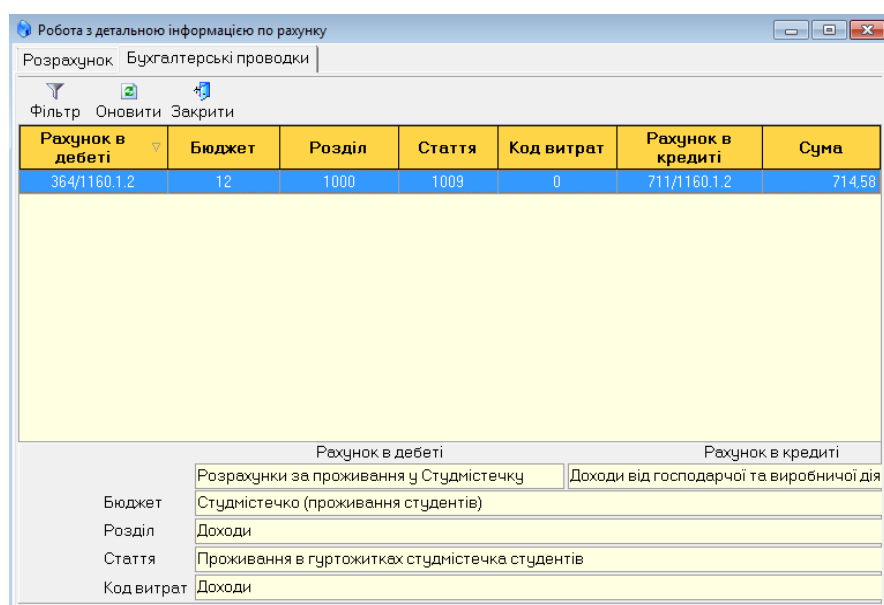 Робота з детальною інформацією по рахунку
Розрахунок Бухгалтерські проводки
Фільтр Оновити Закрити
Рахунок в дебеті Бюджет Розділ Стаття Код витрат Рахунок в кредиті Сума
364/1160.1.2 12 1000 1009 0 711/1160.1.2 714,58
Рахунок в дебеті Рахунок в кредиті
Розрахунки за проживання у Студмістечку Доходи від господарчої та виробничої дія
Бюджет Студмістечко (проживання студентів)
Розділ Доходи
Стаття Проживання в гуртожитках студмістечка студентів
Код витрат Доходи